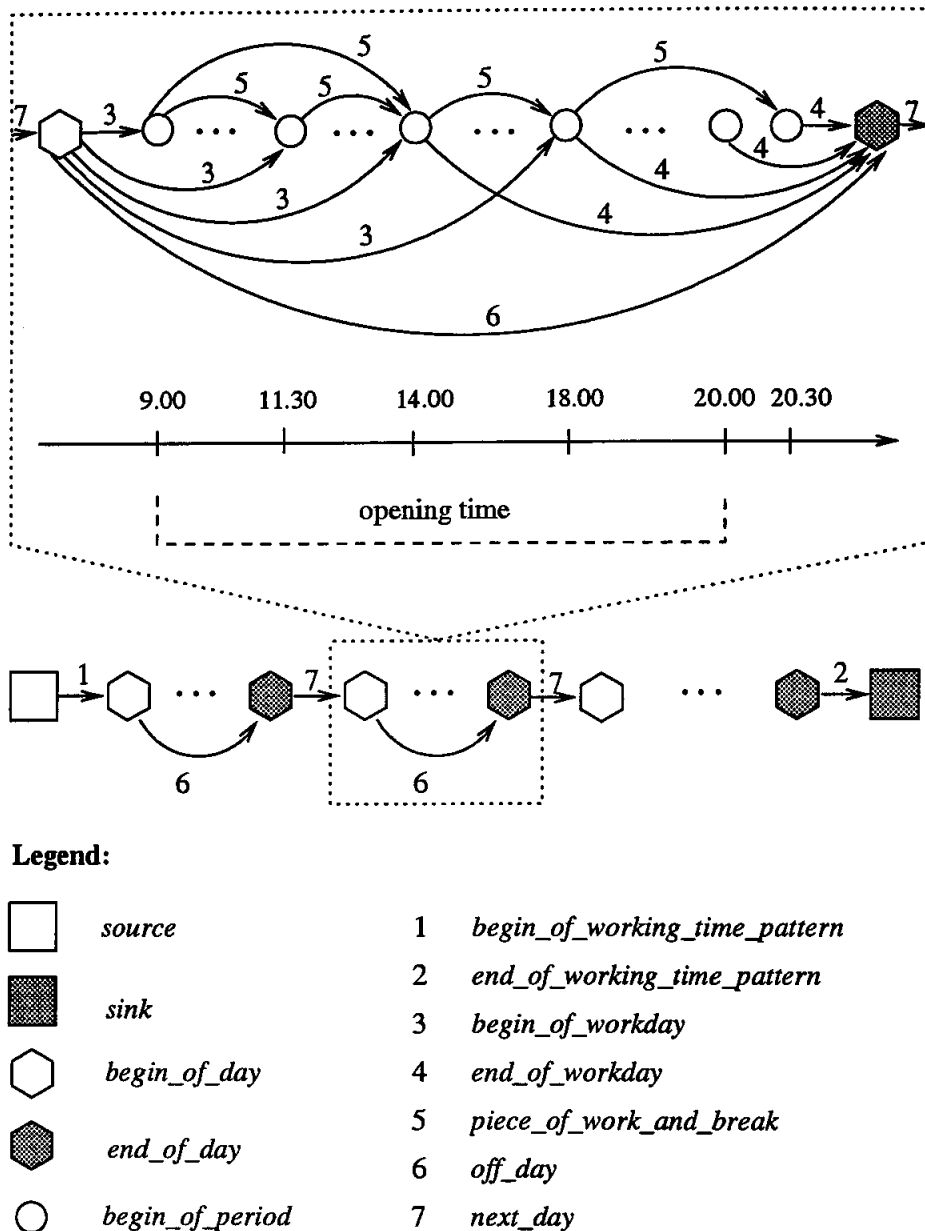 5
5
5
5
5
7
3
4
7
3
4
3
4
3
4
6
9.00 11.30 14.00 18.00 20.00 20.30
opening time
1
7
7
2
6
6
Legend:
source
1 begin_of_working_time_pattern
sink
2 end_of_working_time_pattern
3 begin_of_workday
begin_of_day
4 end_of_workday
5 piece_of_work_and_break
end_of_day
6 off_day
begin_of_period
7 next_day